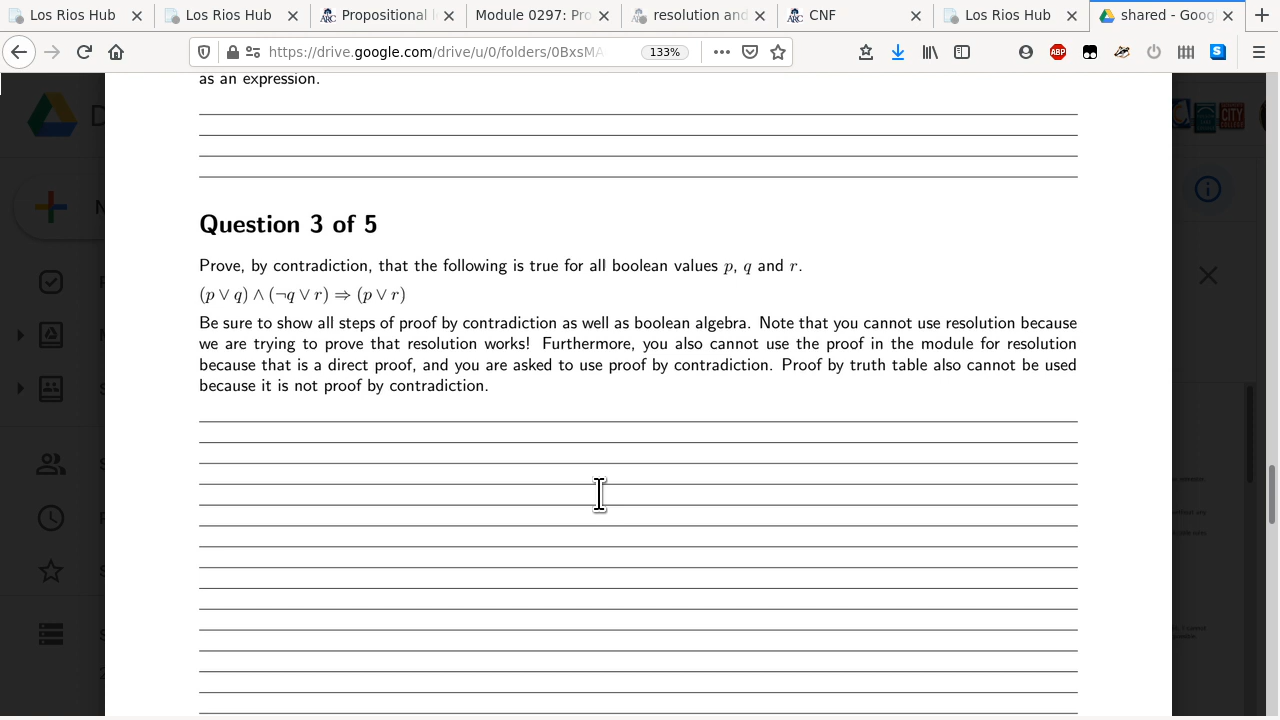 Los Rios Hub
Los Rios Hub
Propositional
Module 0297: Pro
resolution and
CNF
Los Rios Hub
shared - Goog
https://drive.google.com/drive/u/0/folders/0BxsMA
133%
as an expression.
Question 3 of 5
Prove, by contradiction, that the following is true for all boolean values p, q and r.
(p ∨ q) ∧ (¬q ∨ r) ⇒ (p ∨ r)
Be sure to show all steps of proof by contradiction as well as boolean algebra. Note that you cannot use resolution because
we are trying to prove that resolution works! Furthermore, you also cannot use the proof in the module for resolution
because that is a direct proof, and you are asked to use proof by contradiction. Proof by truth table also cannot be used
because it is not proof by contradiction.